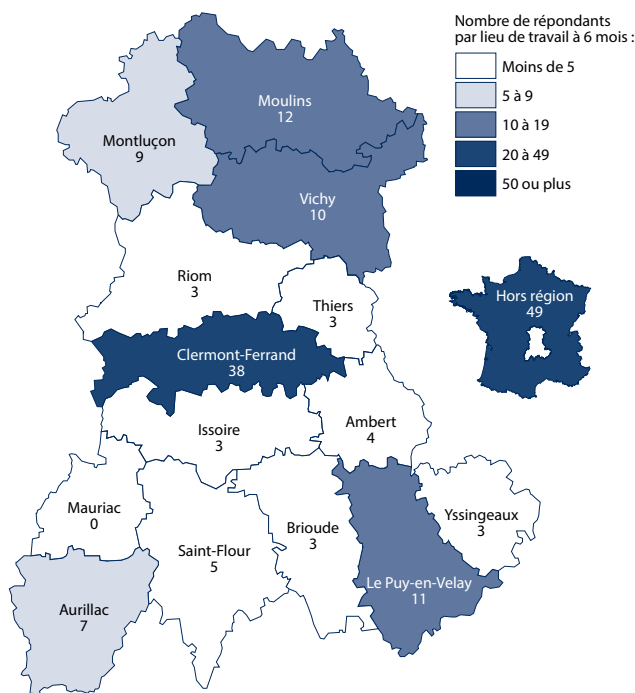 Nombre de répondants
par lieu de travail à 6 mois :
Moins de 5
5 à 9
10 à 19
20 à 49
50 ou plus
Moulins
12
Montluçon
9
Vichy
10
Riom
3
Thiers
3
Hors région
49
Clermont-Ferrand
38
Issoire
3
Ambert
4
Mauriac
0
Saint-Flour
5
Brioude
3
Yssingeaux
3
Le Puy-en-Velay
11
Aurillac
7